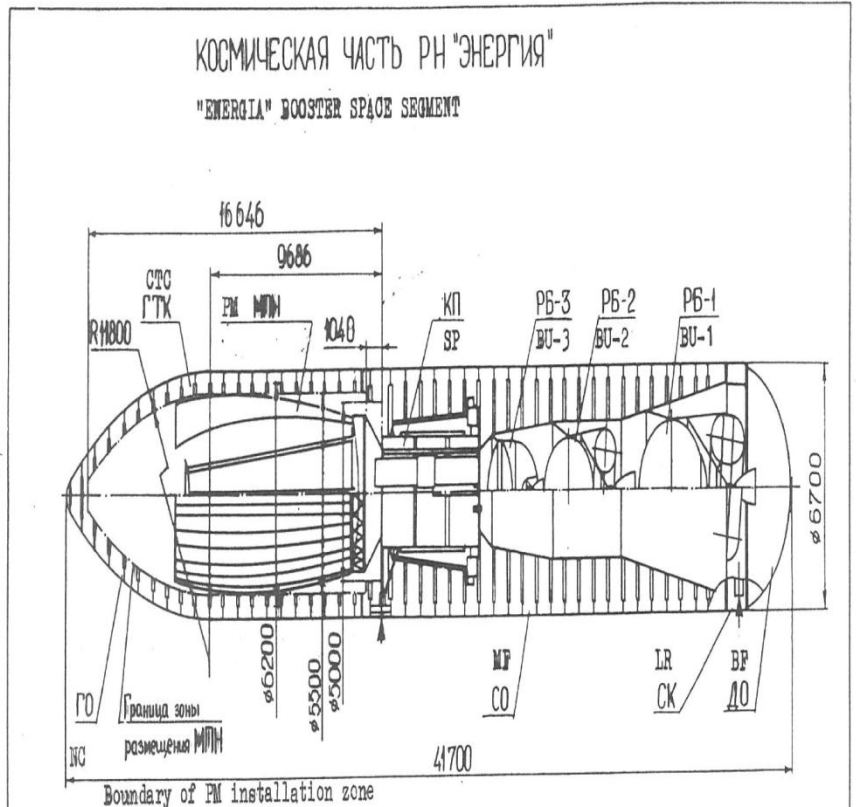 КОСМИЧЕСКАЯ ЧАСТЬ РН "ЭНЕРГИЯ"
"ENERGIA" BOOSTER SPACE SEGMENT
16646
9686
СТС
ГТК
PM МПН
1040
R11800
КП
SP
РБ-3
BU-3
РБ-2
BU-2
РБ-1
BU-1
ø6700
ø6200
ø5500
ø5000
ГО
NC
Граница зоны
размещения МПН
Boundary of PM installation zone
MF
СО
LR
СК
BF
ДО
41700